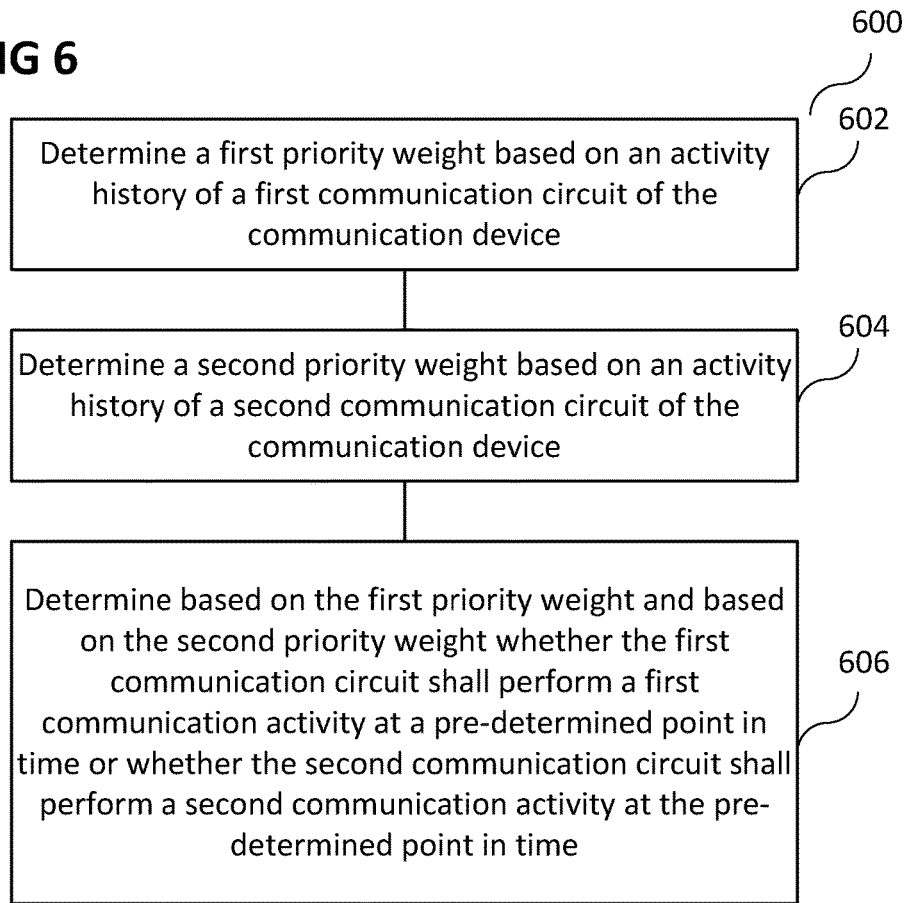 IG 6
600
602
Determine a first priority weight based on an activity
history of a first communication circuit of the
communication device
604
Determine a second priority weight based on an activity
history of a second communication circuit of the
communication device
606
Determine based on the first priority weight and based
on the second priority weight whether the first
communication circuit shall perform a first
communication activity at a pre-determined point in
time or whether the second communication circuit shall
perform a second communication activity at the pre-
determined point in time